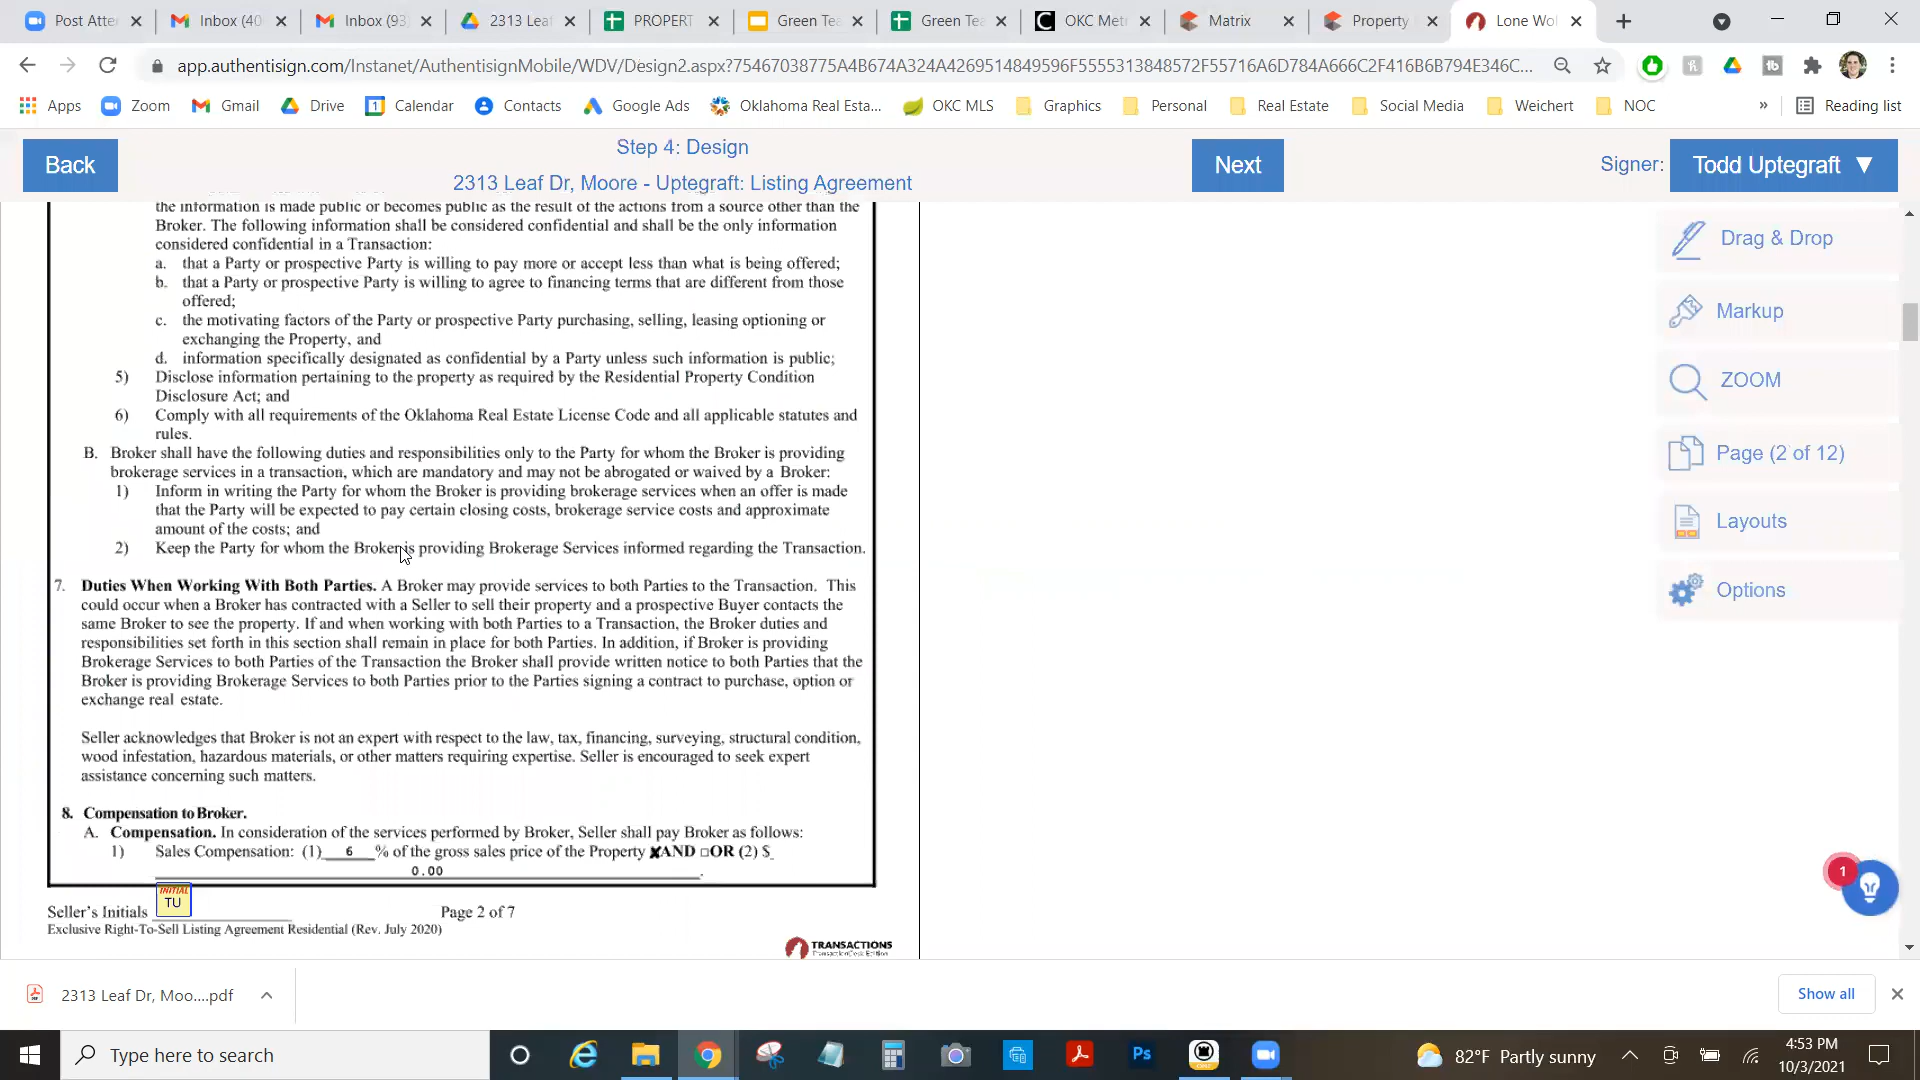 Post Atte
Inbox (40
Inbox (93
2313 Lea
PROPERT
Green Tea
Green Tea
OKC Met
Matrix
Property
Lone Wol
app.authentisign.com/Instanet/AuthentisignMobile/WDV/Design2.aspx?75467038775A4B674A324A4269514849596F5555313848572F55716A6D784A666C2F416B6B794E346C...
Apps
Zoom
Gmail
Drive
Calendar
Contacts
Google Ads
Oklahoma Real Esta...
OKC MLS
Graphics
Personal
Real Estate
Social Media
Weichert
NOC
»
Reading list
Back
Step 4: Design
2313 Leaf Dr, Moore - Uptegraft: Listing Agreement
Next
Signer:
Todd Uptegraft ▼
the information is made public or becomes public as the result of the actions from a source other than the
Broker. The following information shall be considered confidential and shall be the only information
considered confidential in a Transaction:
a. that a Party or prospective Party is willing to pay more or accept less than what is being offered;
b. that a Party or prospective Party is willing to agree to financing terms that are different from those
offered;
c. the motivating factors of the Party or prospective Party purchasing, selling, leasing optioning or
exchanging the Property, and
d. information specifically designated as confidential by a Party unless such information is public;
5) Disclose information pertaining to the property as required by the Residential Property Condition
Disclosure Act; and
6) Comply with all requirements of the Oklahoma Real Estate License Code and all applicable statutes and
rules.
B. Broker shall have the following duties and responsibilities only to the Party for whom the Broker is providing
brokerage services in a transaction, which are mandatory and may not be abrogated or waived by a Broker:
1) Inform in writing the Party for whom the Broker is providing brokerage services when an offer is made
that the Party will be expected to pay certain closing costs, brokerage service costs and approximate
amount of the costs; and
2) Keep the Party for whom the Broker is providing Brokerage Services informed regarding the Transaction.
7. Duties When Working With Both Parties. A Broker may provide services to both Parties to the Transaction. This
could occur when a Broker has contracted with a Seller to sell their property and a prospective Buyer contacts the
same Broker to see the property. If and when working with both Parties to a Transaction, the Broker duties and
responsibilities set forth in this section shall remain in place for both Parties. In addition, if Broker is providing
Brokerage Services to both Parties of the Transaction the Broker shall provide written notice to both Parties that the
Broker is providing Brokerage Services to both Parties prior to the Parties signing a contract to purchase, option or
exchange real estate.
Seller acknowledges that Broker is not an expert with respect to the law, tax, financing, surveying, structural condition,
wood infestation, hazardous materials, or other matters requiring expertise. Seller is encouraged to seek expert
assistance concerning such matters.
8. Compensation to Broker.
A. Compensation. In consideration of the services performed by Broker, Seller shall pay Broker as follows:
1) Sales Compensation: (1) 6 % of the gross sales price of the Property ✗AND □OR (2) $_
0.00 .
INITIAL
TU
Seller's Initials
Page 2 of 7
Exclusive Right-To-Sell Listing Agreement Residential (Rev. July 2020)
TRANSACTIONS
TransactionDesk Edition
Drag & Drop
Markup
ZOOM
Page (2 of 12)
Layouts
Options
1
2313 Leaf Dr, Moo....pdf
Show all
Type here to search
Ps
82°F Partly sunny
4:53 PM
10/3/2021